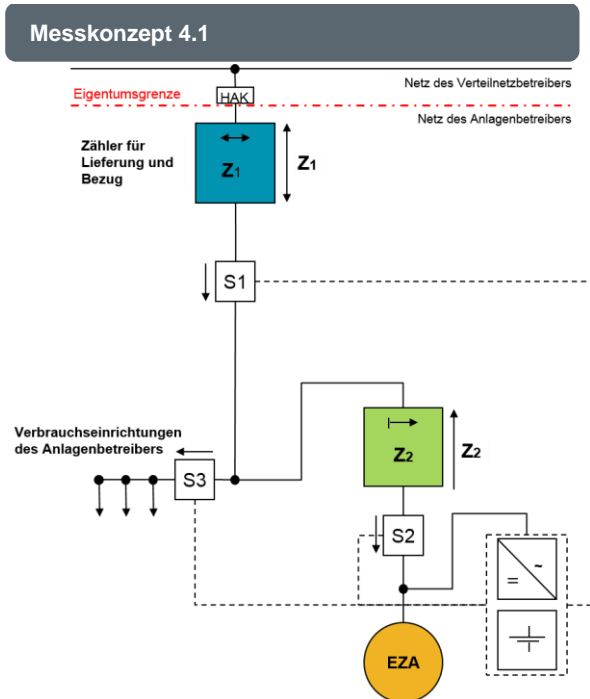 Messkonzept 4.1
Netz des Verteilnetzbetreibers
Eigentumsgrenze
HAK
Netz des Anlagenbetreibers
Zähler für
Lieferung und
Bezug
Z1
Z1
S1
Verbrauchseinrichtungen
des Anlagenbetreibers
Z2
Z2
S3
S2
= ~
EZA